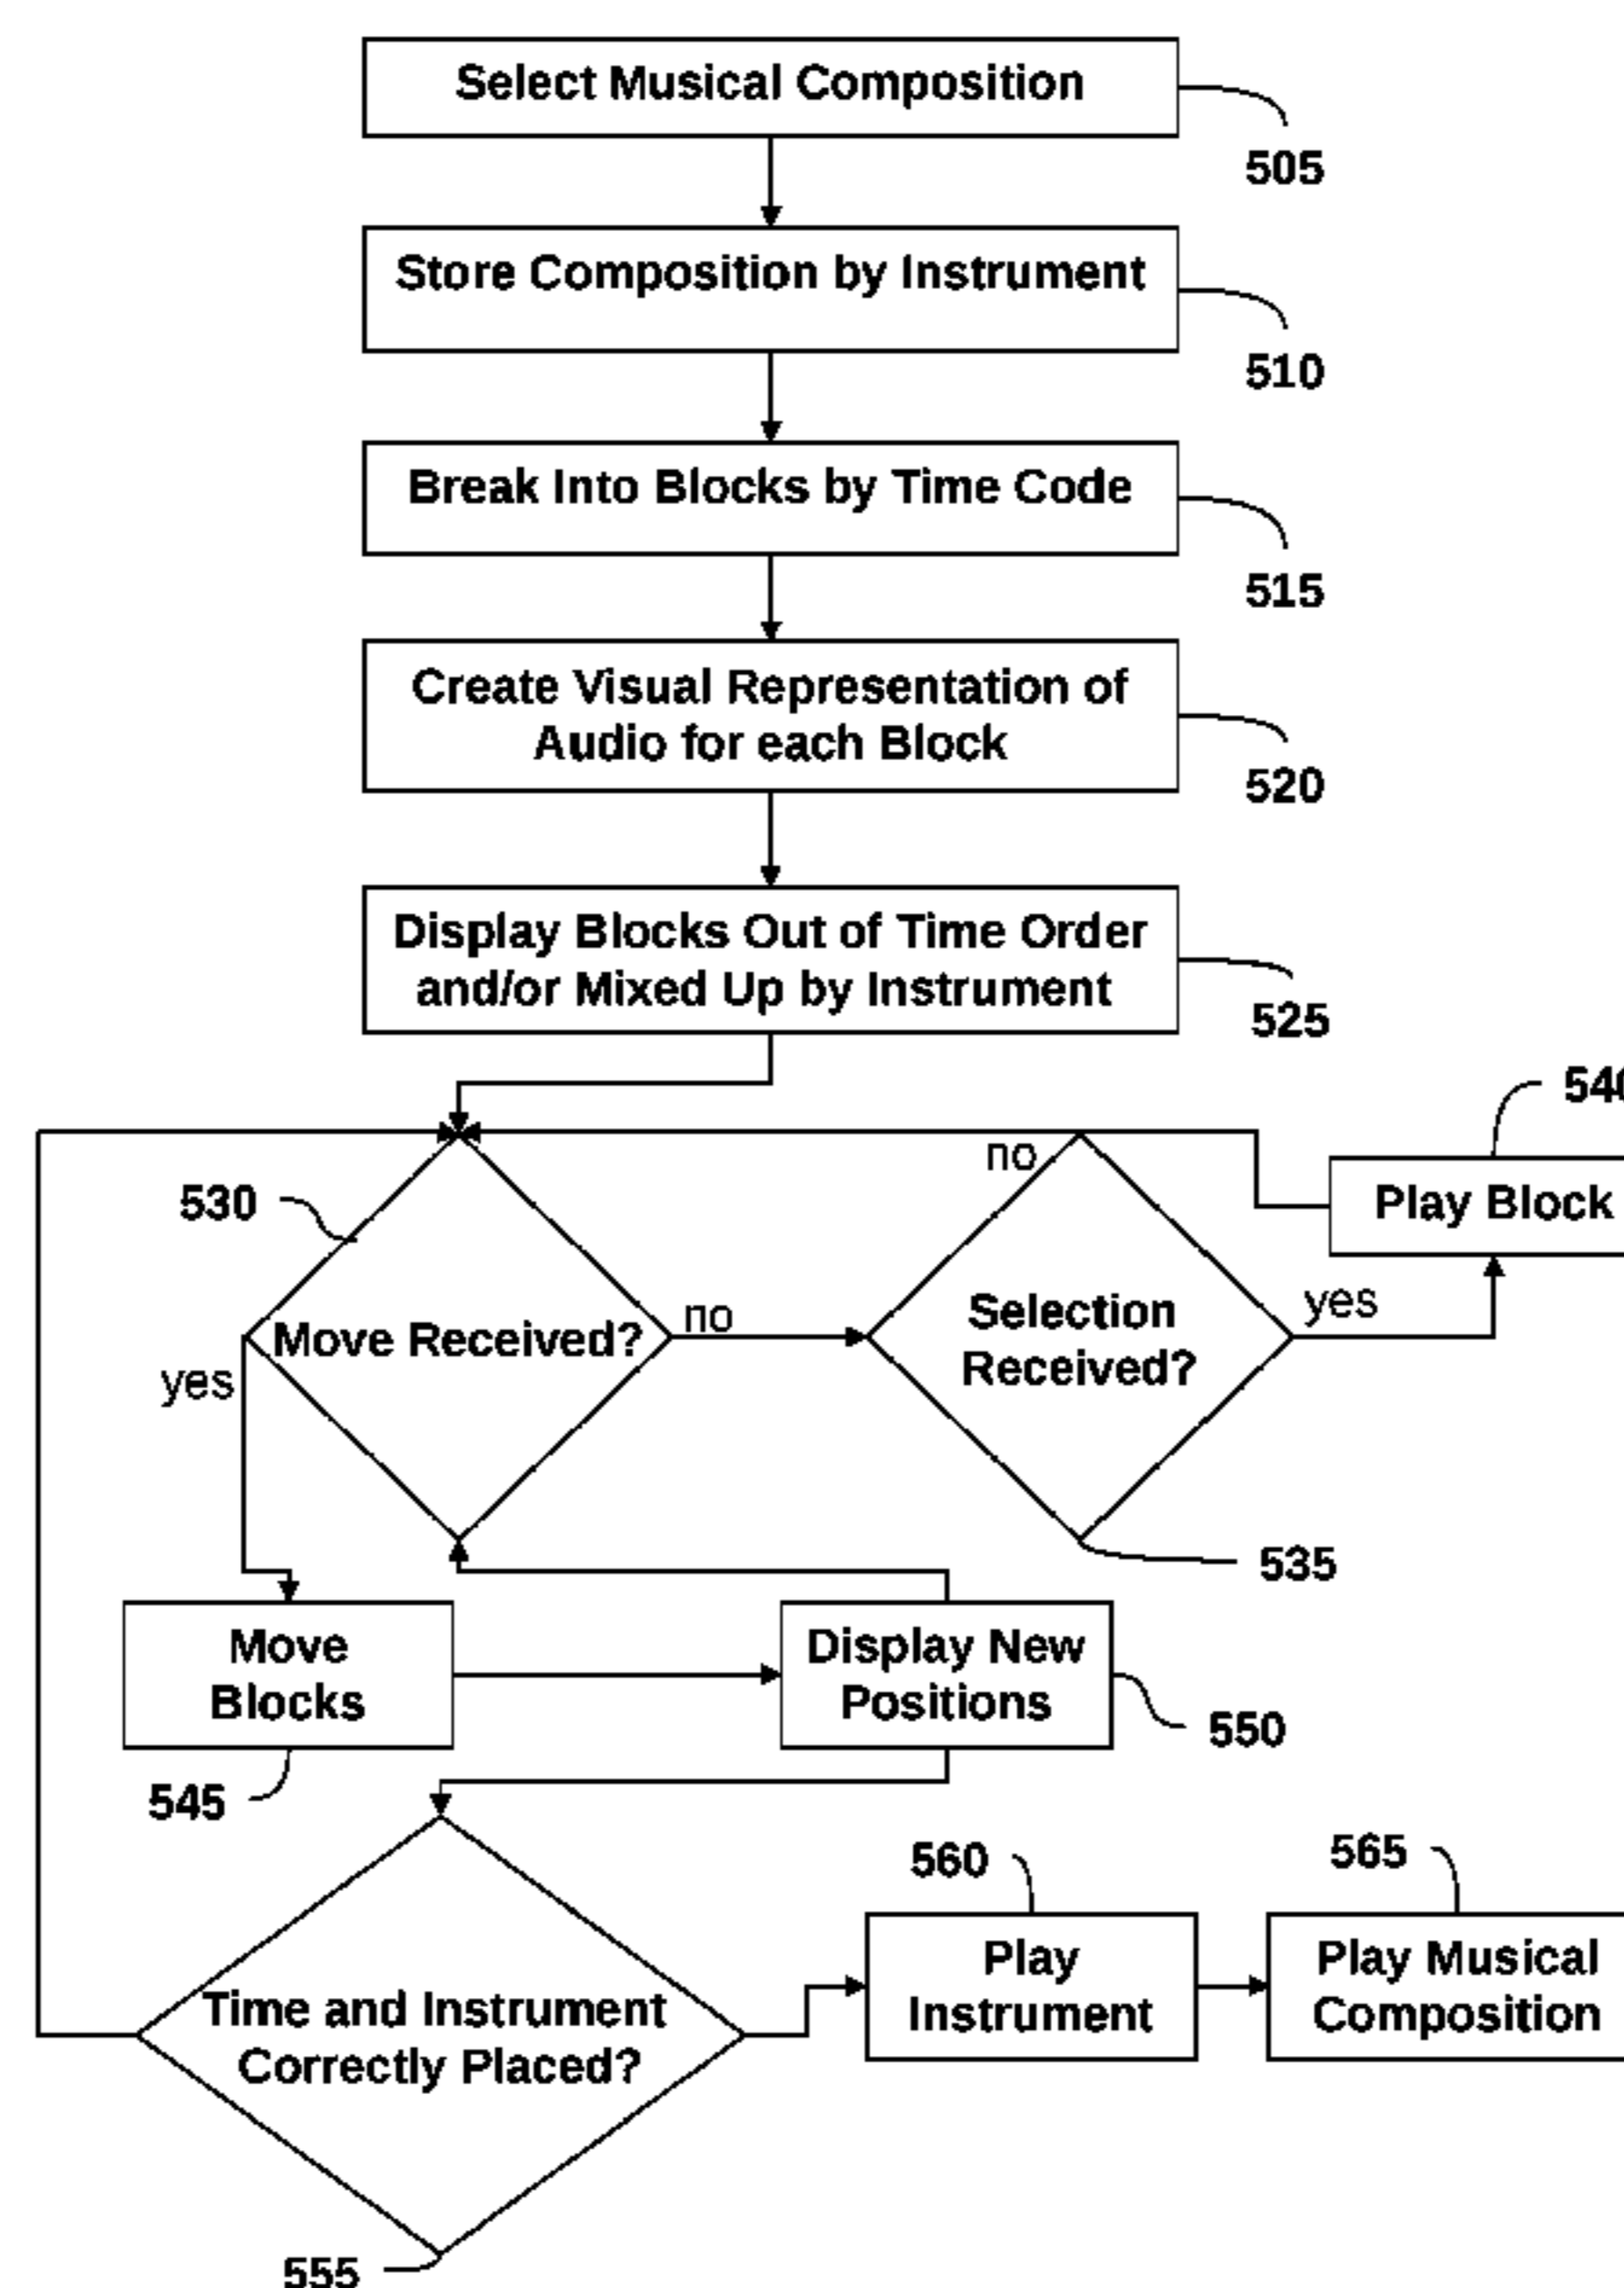 Select Musical Composition
505
Store Composition by Instrument
510
Break Into Blocks by Time Code
515
Create Visual Representation of
Audio for each Block
520
Display Blocks Out of Time Order
and/or Mixed Up by Instrument
525
540
no
530
Play Block
Move Received?
no
Selection
Received?
yes
yes
535
Move
Blocks
Display New
Positions
550
545
560
565
Play
Instrument
Play Musical
Composition
Time and Instrument
Correctly Placed?
555